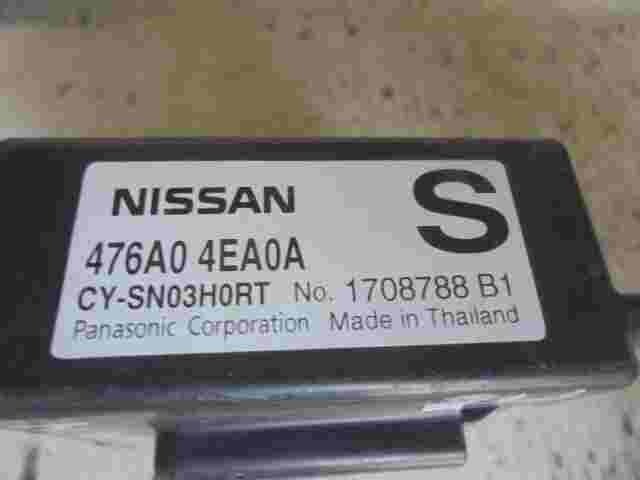 NISSAN
S
476A0 4EA0A
CY-SN03H0RT No. 1708788 B1
Panasonic Corporation Made in Thailand